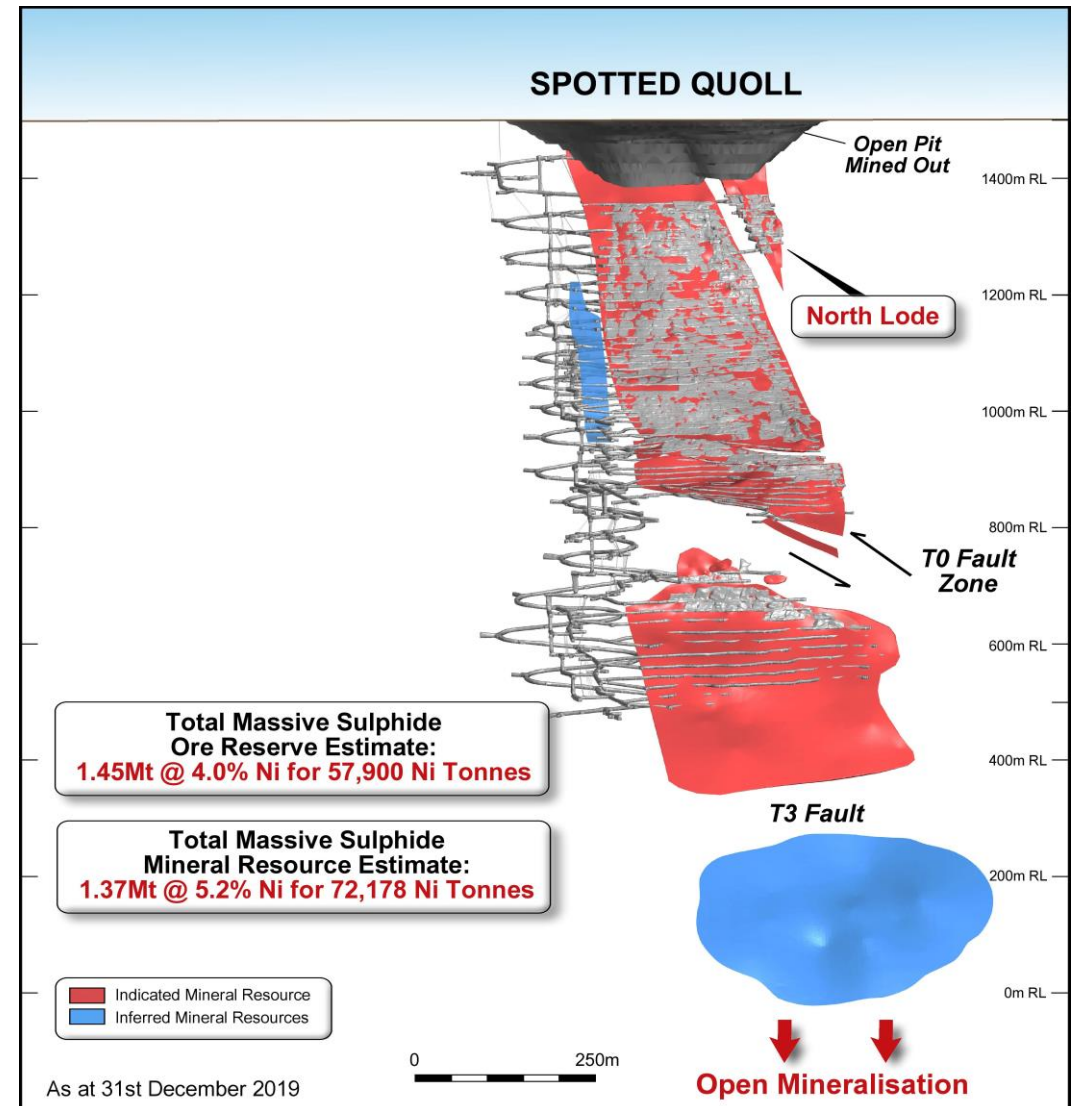 SPOTTED QUOLL
Open Pit
Mined Out
1400m RL
1200m RL
North Lode
1000m RL
800m RL
T0 Fault
Zone
600m RL
Total Massive Sulphide
Ore Reserve Estimate:
1.45Mt @ 4.0% Ni for 57,900 Ni Tonnes
400m RL
T3 Fault
Total Massive Sulphide
Mineral Resource Estimate:
1.37Mt @ 5.2% Ni for 72,178 Ni Tonnes
200m RL
Indicated Mineral Resource
Inferred Mineral Resources
0m RL
0 250m
Open Mineralisation
As at 31st December 2019